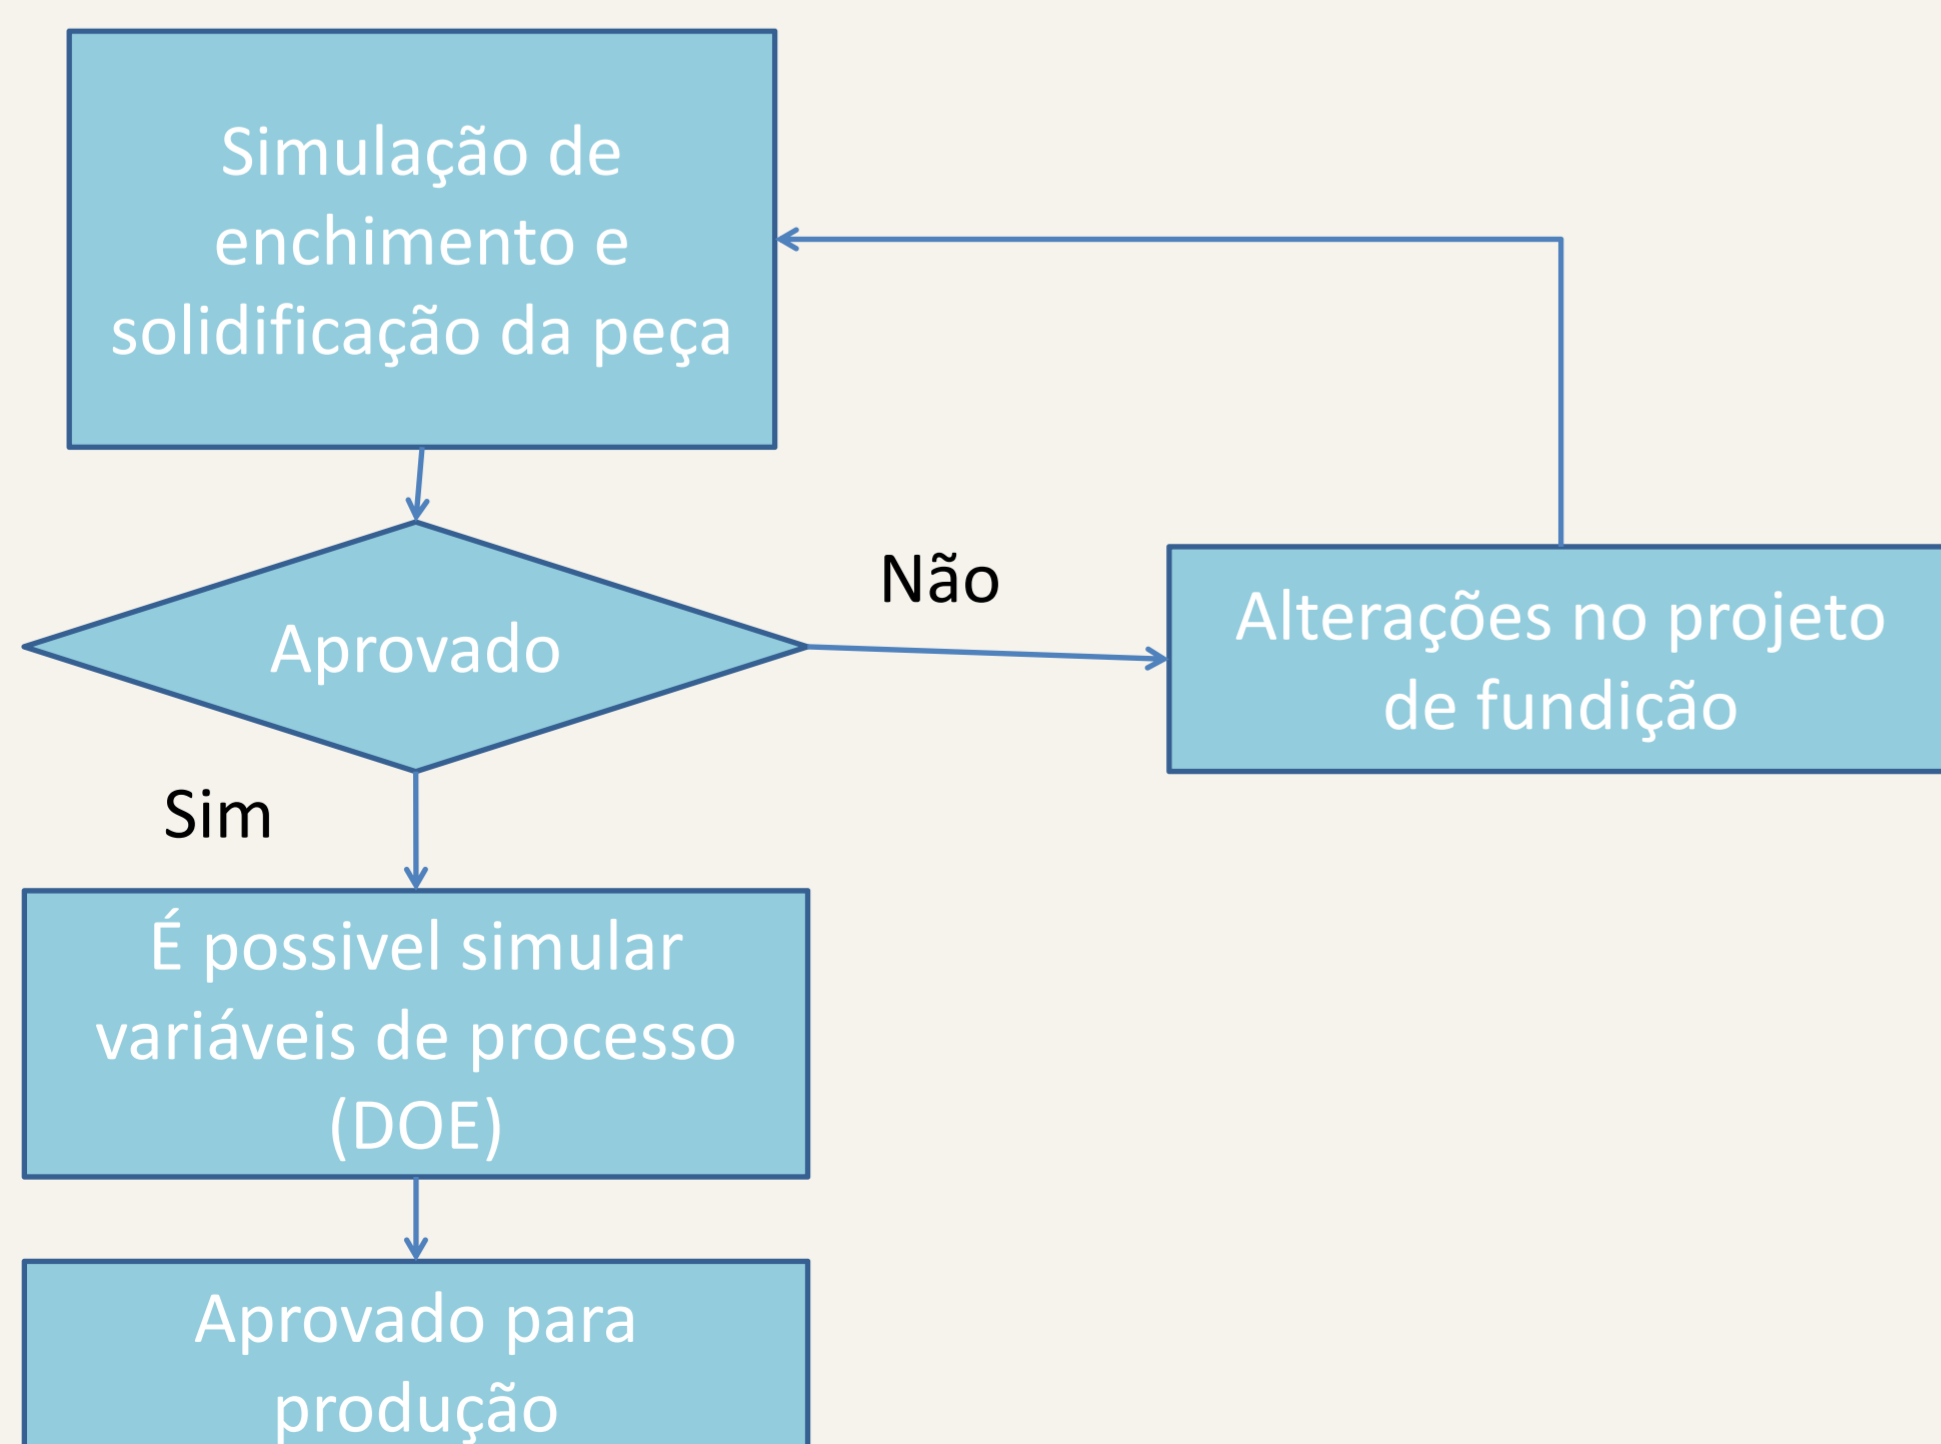 Simulação de
enchimento e
solidificação da peça
Aprovado
Não
Alterações no projeto
de fundição
Sim
É possivel simular
variáveis de processo
(DOE)
Aprovado para
produção